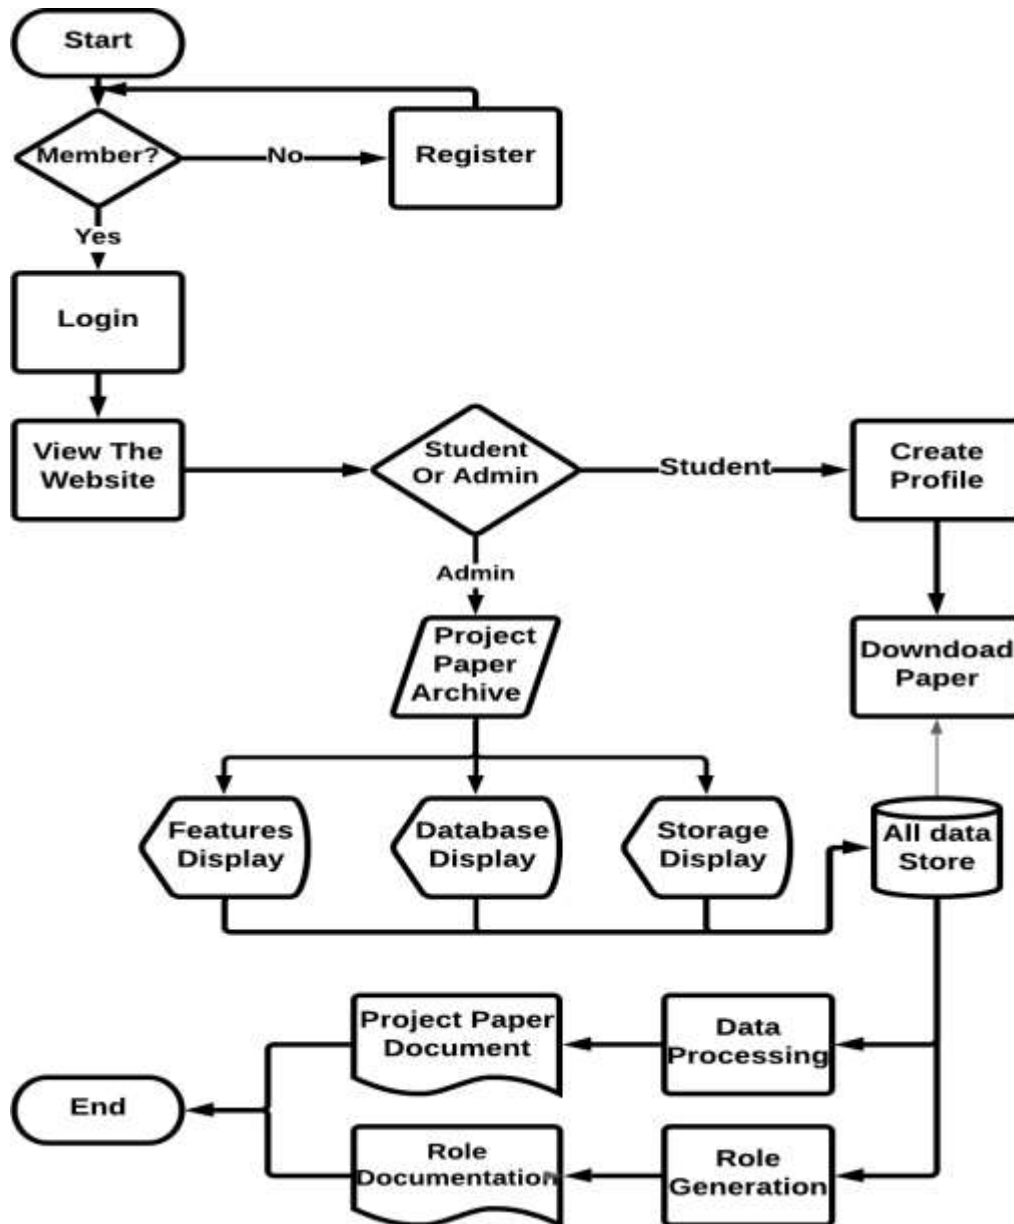 Start
Member?
No
Register
Yes
Login
View The
Website
Student
Or Admin
Student
Create
Profile
Admin
Project
Paper
Archive
Downdoad
Paper
Features
Display
Database
Display
Storage
Display
All data
Store
Project Paper
Document
Data
Processing
End
Role
Documentation
Role
Generation